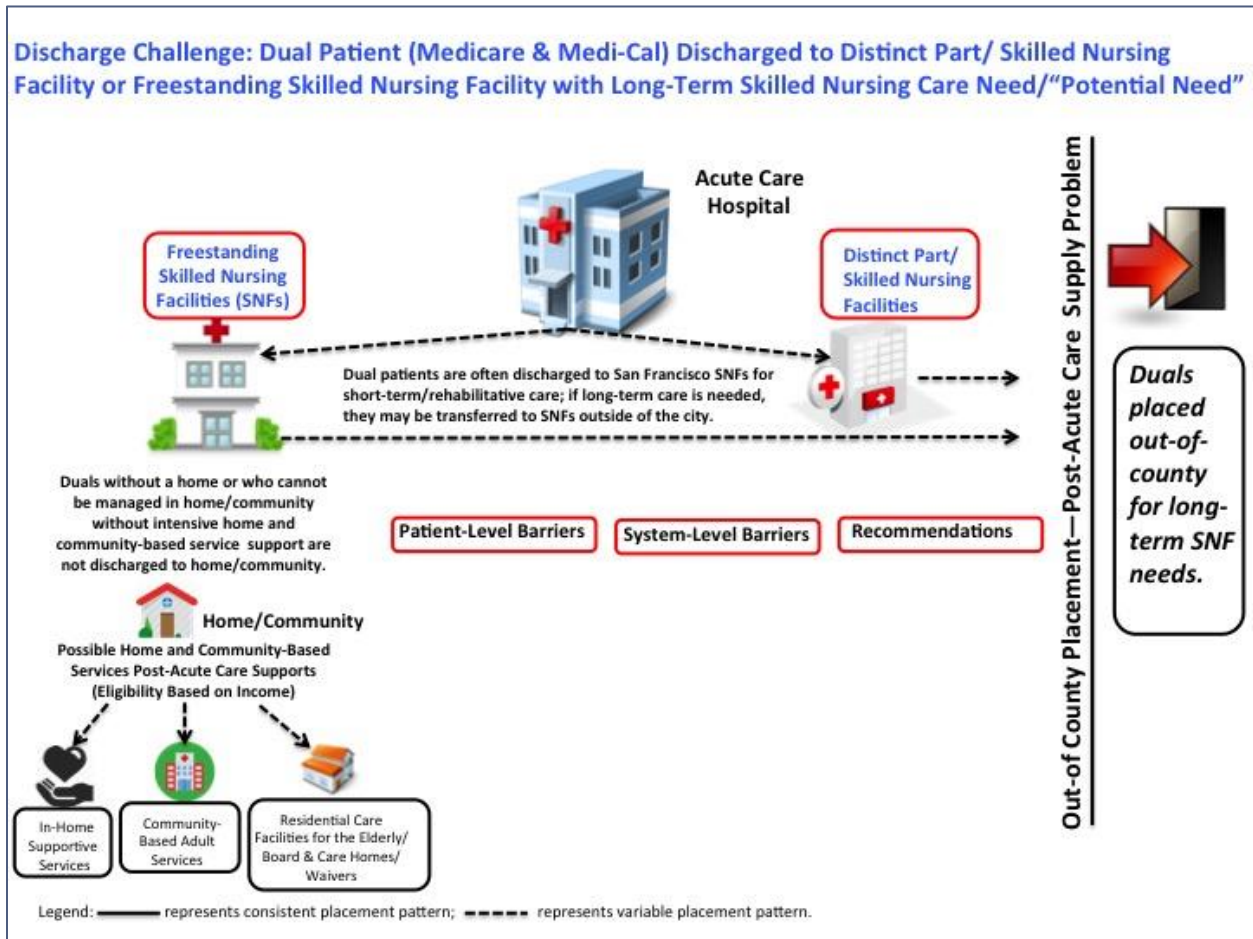 Discharge Challenge: Dual Patient (Medicare & Medi-Cal) Discharged to Distinct Part/ Skilled Nursing
Facility or Freestanding Skilled Nursing Facility with Long-Term Skilled Nursing Care Need/“Potential Need”
Acute Care
Hospital
Freestanding
Skilled Nursing
Facilities (SNFs)
Distinct Part/
Skilled Nursing
Facilities
Dual patients are often discharged to San Francisco SNFs for
short-term/rehabilitative care; if long-term care is needed,
they may be transferred to SNFs outside of the city.
Duals without a home or who cannot
be managed in home/community
without intensive home and
community-based service support are
not discharged to home/community.
Patient-Level Barriers
System-Level Barriers
Recommendations
Home/Community
Possible Home and Community-Based
Services Post-Acute Care Supports
(Eligibility Based on Income)
In-Home
Supportive
Services
Community-
Based Adult
Services
Residential Care
Facilities for the Elderly/
Board & Care Homes/
Waivers
Out-of County Placement—Post-Acute Care Supply Problem
Duals
placed
out-of-
county
for long-
term SNF
needs.
Legend: represents consistent placement pattern; represents variable placement pattern.